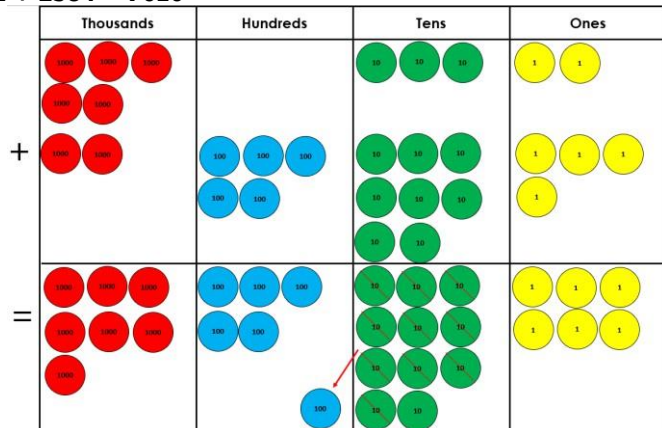 Thousands Hundreds Tens Ones
1000 1000 1000 10 10 10 1 1
1000 1000
+ 1000 1000 100 100 100 10 10 10 1 1 1
100 100 10 10 10 1
10 10
1000 1000 1000 100 100 100 10 10 10 1 1 1
= 1000 1000 1000 100 100 10 10 10 1 1 1
1000 10 10 10
100 10 10